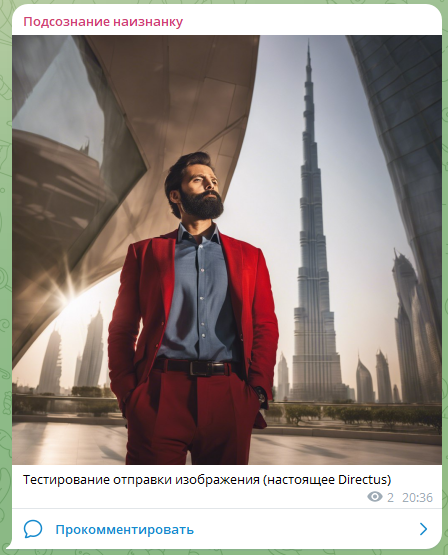 Подсознание наизнанку
Тестирование отправки изображения (настоящее Directus)
2 20:36
Прокомментировать